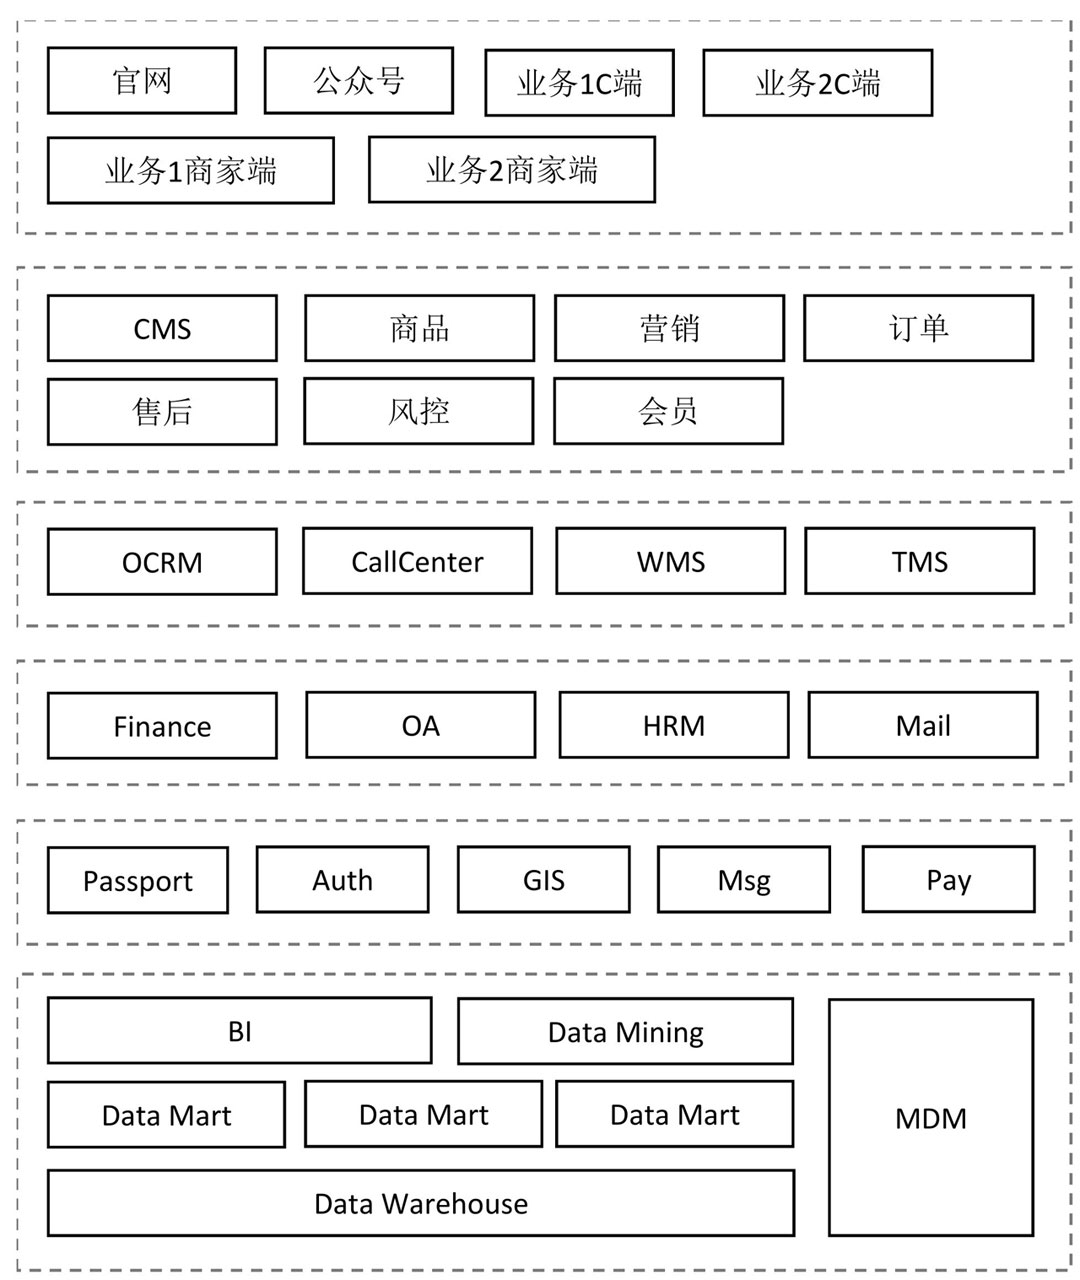 官网
公众号
业务1C端
业务2C端
业务1商家端
业务2商家端
CMS
商品
营销
订单
售后
风控
会员
OCRM
CallCenter
WMS
TMS
Finance
OA
HRM
Mail
Passport
Auth
GIS
Msg
Pay
BI
Data Mining
Data Mart
Data Mart
Data Mart
MDM
Data Warehouse